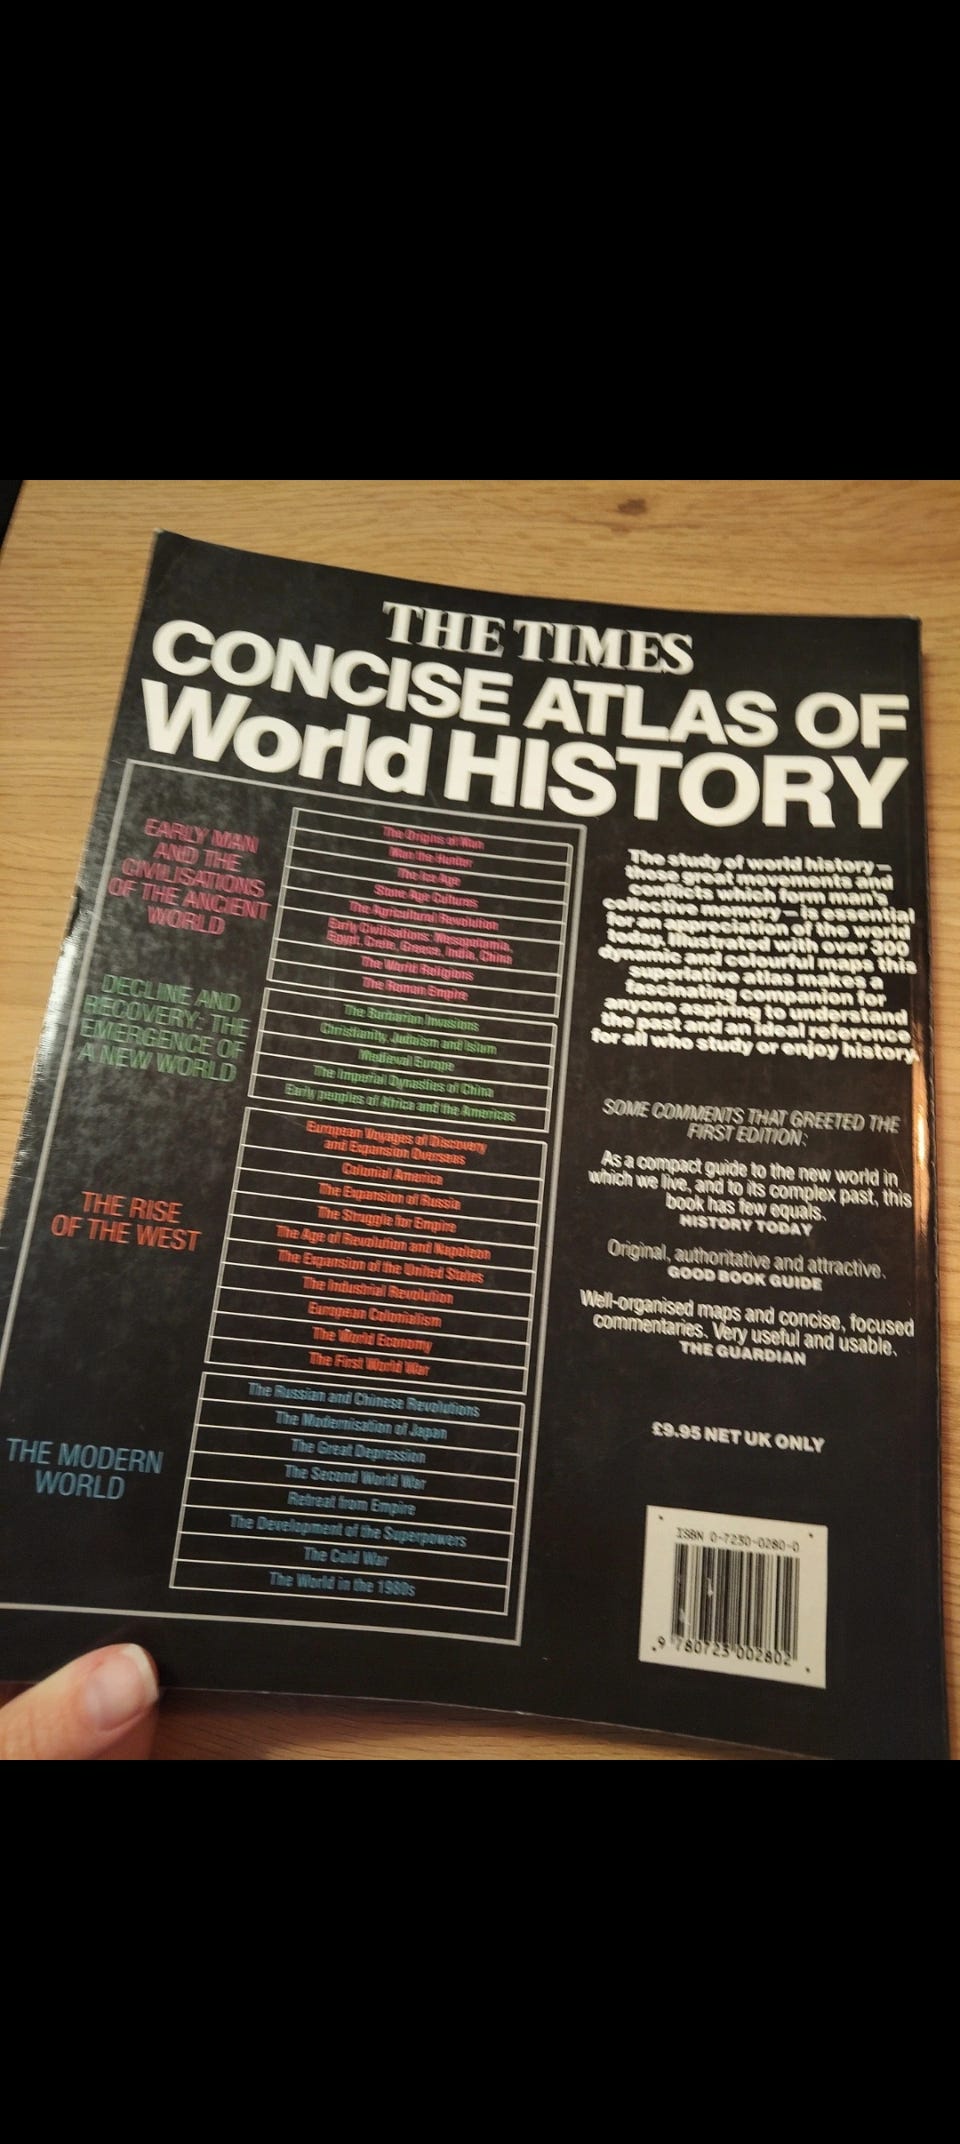 THE TIMES
CONCISE ATLAS OF
World HISTORY
EARLY MAN
AND THE
CIVILISATIONS
OF THE ANCIENT
WORLD
The Origins of Man
Man the Hunter
The Ice Age
Stone Age Cultures
The Agricultural Revolution
Early Civilisations: Mesopotamia,
Egypt, Crete, Greece, India, China
The World Religions
The Roman Empire
DECLINE AND
RECOVERY: THE
EMERGENCE OF
A NEW WORLD
The Barbarian Invasions
Christianity, Judaism and Islam
Medieval Europe
The Imperial Dynasties of China
Early peoples of Africa and the Americas
THE RISE
OF THE WEST
European Voyages of Discovery
and Expansion Overseas
Colonial America
The Expansion of Russia
The Struggle for Empire
The Age of Revolution and Napoleon
The Expansion of the United States
The Industrial Revolution
European Colonialism
The World Economy
The First World War
THE MODERN
WORLD
The Russian and Chinese Revolutions
The Modernisation of Japan
The Great Depression
The Second World War
Retreat from Empire
The Development of the Superpowers
The Cold War
The World in the 1980s
The study of world history –
those great movements and
conflicts which form man's
collective memory – is essential
for an appreciation of the world
today. Illustrated with over 300
dynamic and colourful maps this
superlative atlas makes a
fascinating companion for
anyone aspiring to understand
the past and an ideal reference
for all who study or enjoy history.
SOME COMMENTS THAT GREETED THE
FIRST EDITION:
As a compact guide to the new world in
which we live, and to its complex past, this
book has few equals.
HISTORY TODAY
Original, authoritative and attractive.
GOOD BOOK GUIDE
Well-organised maps and concise, focused
commentaries. Very useful and usable.
THE GUARDIAN
£9.95 NET UK ONLY
ISBN 0-7230-0280-0
9 780723 002802